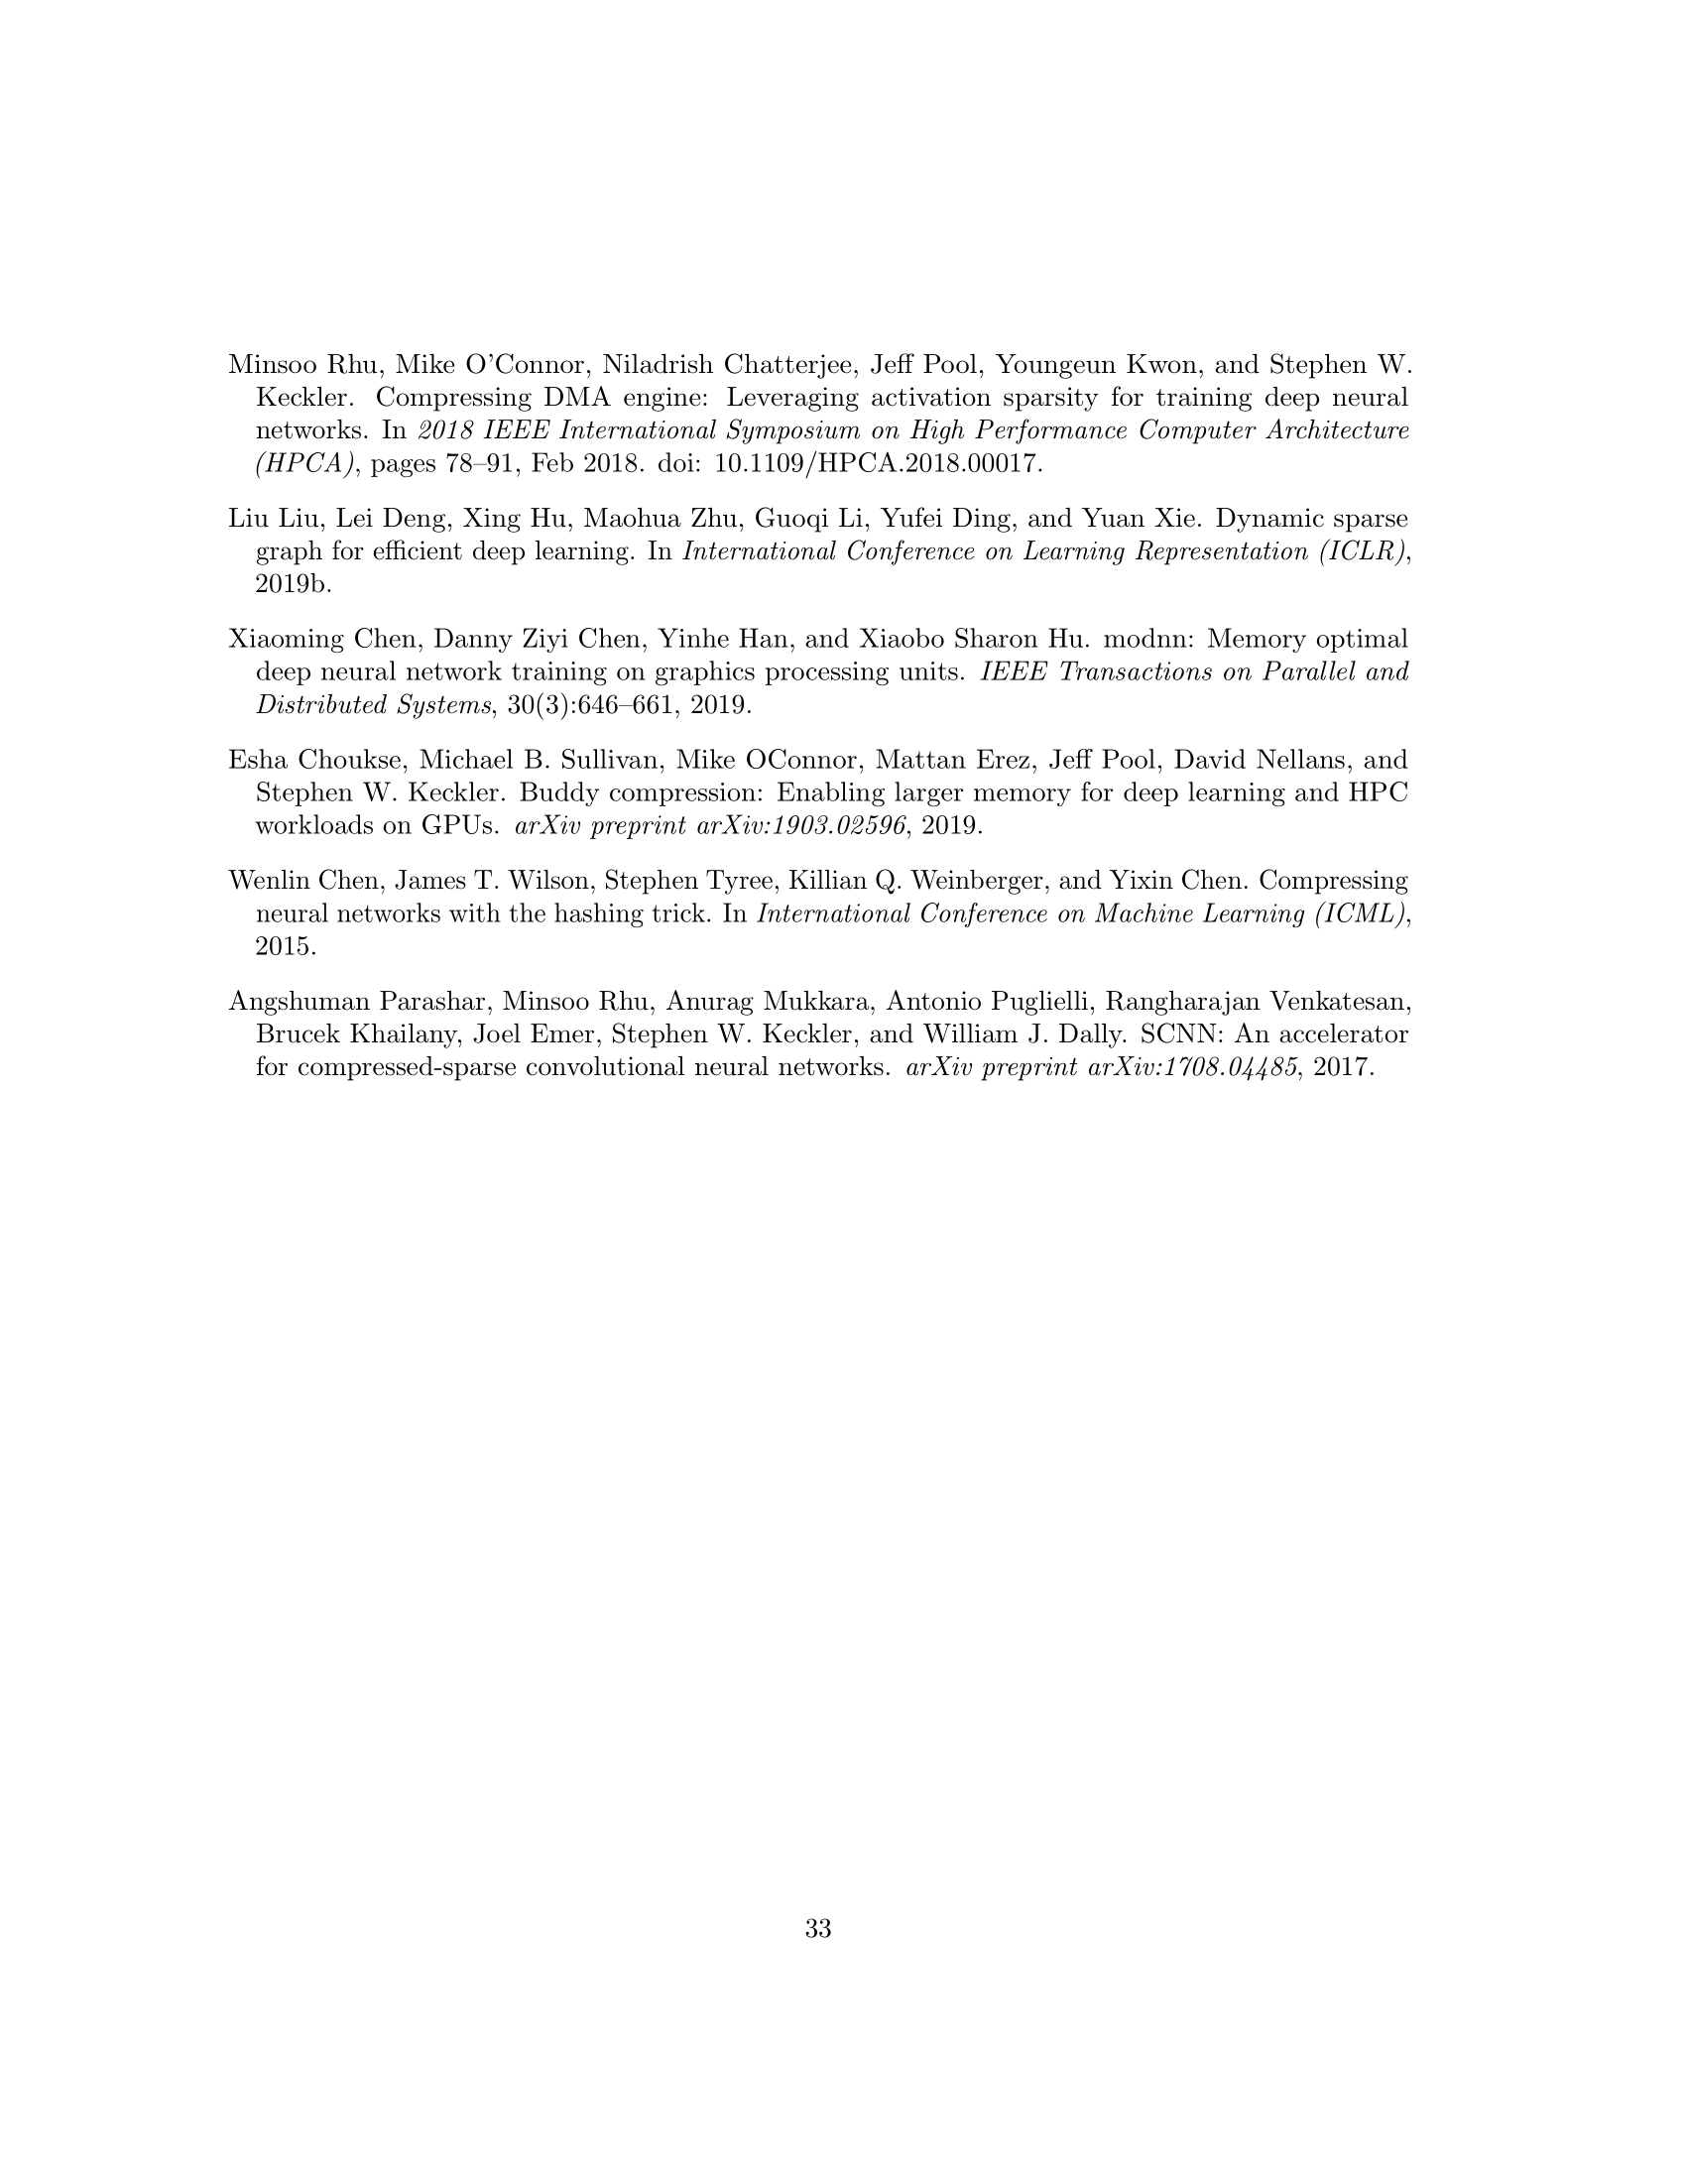 Minsoo Rhu, Mike O'Connor, Niladrish Chatterjee, Jeff Pool, Youngeun Kwon, and Stephen W.
Keckler. Compressing DMA engine: Leveraging activation sparsity for training deep neural
networks. In 2018 IEEE International Symposium on High Performance Computer Architecture
(HPCA), pages 78–91, Feb 2018. doi: 10.1109/HPCA.2018.00017.
Liu Liu, Lei Deng, Xing Hu, Maohua Zhu, Guoqi Li, Yufei Ding, and Yuan Xie. Dynamic sparse
graph for efficient deep learning. In International Conference on Learning Representation (ICLR),
2019b.
Xiaoming Chen, Danny Ziyi Chen, Yinhe Han, and Xiaobo Sharon Hu. modnn: Memory optimal
deep neural network training on graphics processing units. IEEE Transactions on Parallel and
Distributed Systems, 30(3):646–661, 2019.
Esha Choukse, Michael B. Sullivan, Mike OConnor, Mattan Erez, Jeff Pool, David Nellans, and
Stephen W. Keckler. Buddy compression: Enabling larger memory for deep learning and HPC
workloads on GPUs. arXiv preprint arXiv:1903.02596, 2019.
Wenlin Chen, James T. Wilson, Stephen Tyree, Killian Q. Weinberger, and Yixin Chen. Compressing
neural networks with the hashing trick. In International Conference on Machine Learning (ICML),
2015.
Angshuman Parashar, Minsoo Rhu, Anurag Mukkara, Antonio Puglielli, Rangharajan Venkatesan,
Brucek Khailany, Joel Emer, Stephen W. Keckler, and William J. Dally. SCNN: An accelerator
for compressed-sparse convolutional neural networks. arXiv preprint arXiv:1708.04485, 2017.
33